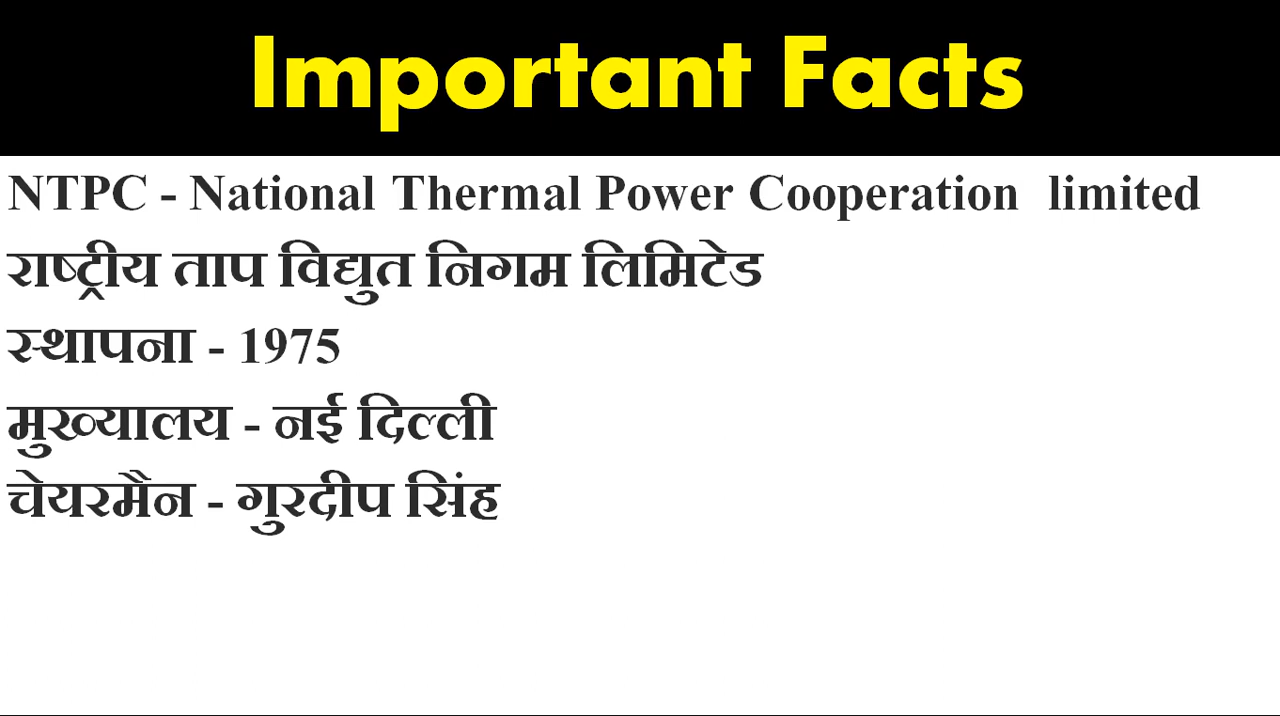 Important Facts
NTPC - National Thermal Power Cooperation limited
राष्ट्रीय ताप विद्युत निगम लिमिटेड
स्थापना - 1975
मुख्यालय - नई दिल्ली
चेयरमैन - गुरदीप सिंह